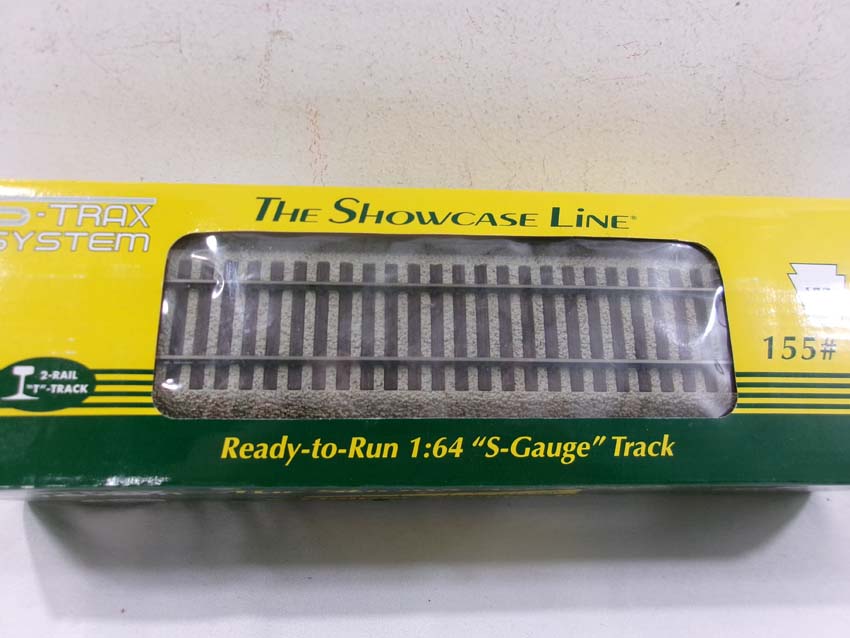 -TRAX
SYSTEM
THE SHOWCASE LINE®
2-RAIL
"T"-TRACK
155#
Ready-to-Run 1:64 "S-Gauge" Track